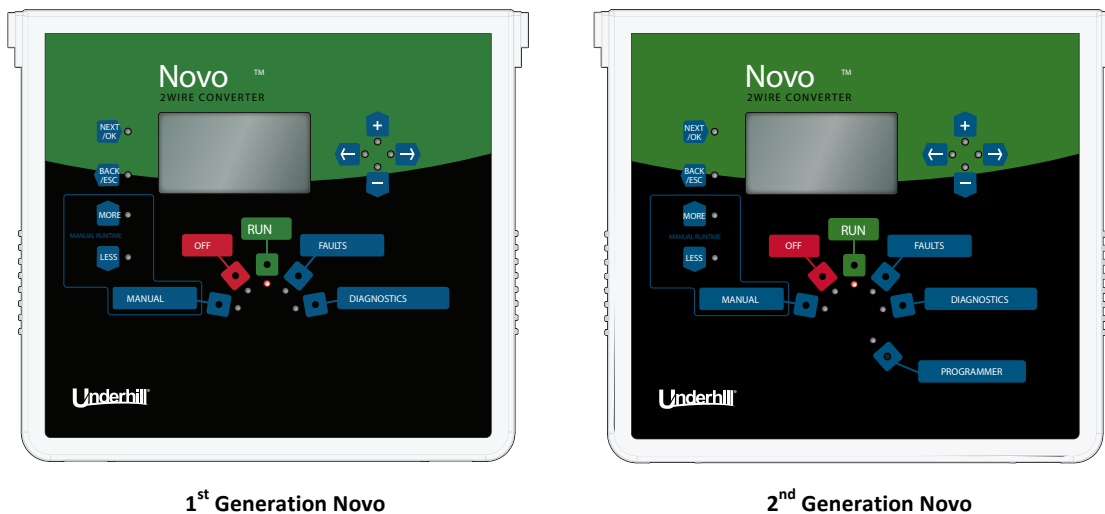 Novo ™
2WIRE CONVERTER
NEXT
/OK
+
BACK
/ESC
−
MORE
MANUAL RUNTIME
LESS
RUN
OFF
FAULTS
MANUAL
DIAGNOSTICS
Underhill®
1st Generation Novo
Novo ™
2WIRE CONVERTER
NEXT
/OK
+
BACK
/ESC
−
MORE
MANUAL RUNTIME
LESS
RUN
OFF
FAULTS
MANUAL
DIAGNOSTICS
PROGRAMMER
Underhill®
2nd Generation Novo